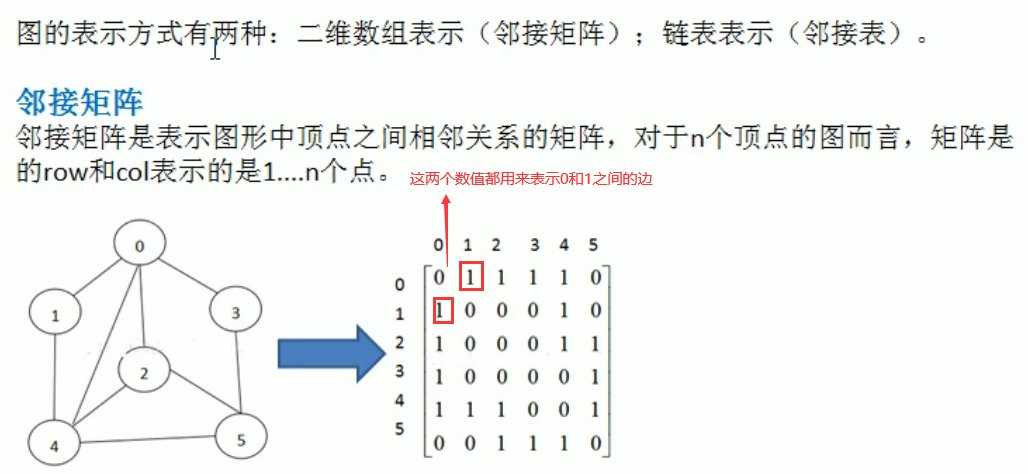 图的表示方式有两种：二维数组表示（邻接矩阵）；链表表示（邻接表）。
邻接矩阵
邻接矩阵是表示图形中顶点之间相邻关系的矩阵，对于n个顶点的图而言，矩阵是
的row和col表示的是1....n个点。
这两个数值都用来表示0和1之间的边
0
1
3
2
4
5
0 1 2 3 4 5
0 0 1 1 1 1 0
1 1 0 0 0 1 0
2 1 0 0 0 1 1
3 1 0 0 0 0 1
4 1 1 1 0 0 1
5 0 0 1 1 1 0